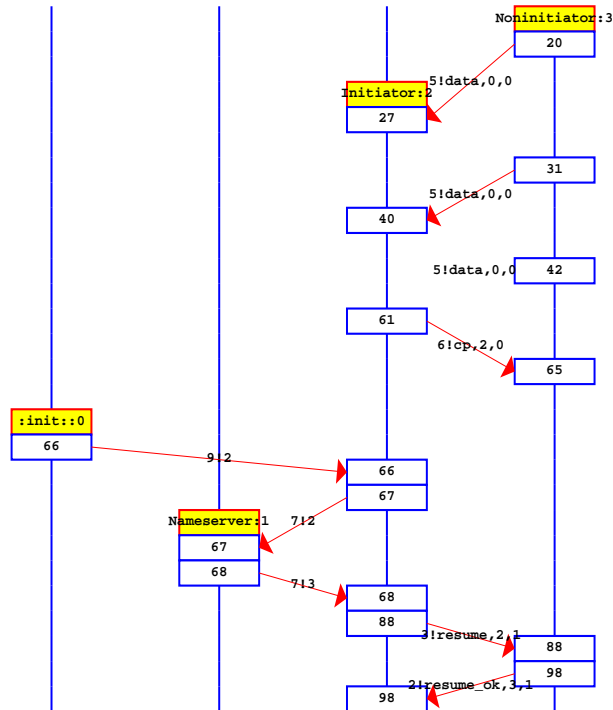 Noninitiator:3
20
5!data,0,0
Initiator:2
27
31
5!data,0,0
40
5!data,0,0
42
61
6!cp,2,0
65
:init::0
66
9!2
66
67
Nameserver:1
7!2
67
68
7!3
68
88
3!resume,2,1
88
98
2!resume_ok,3,1
98